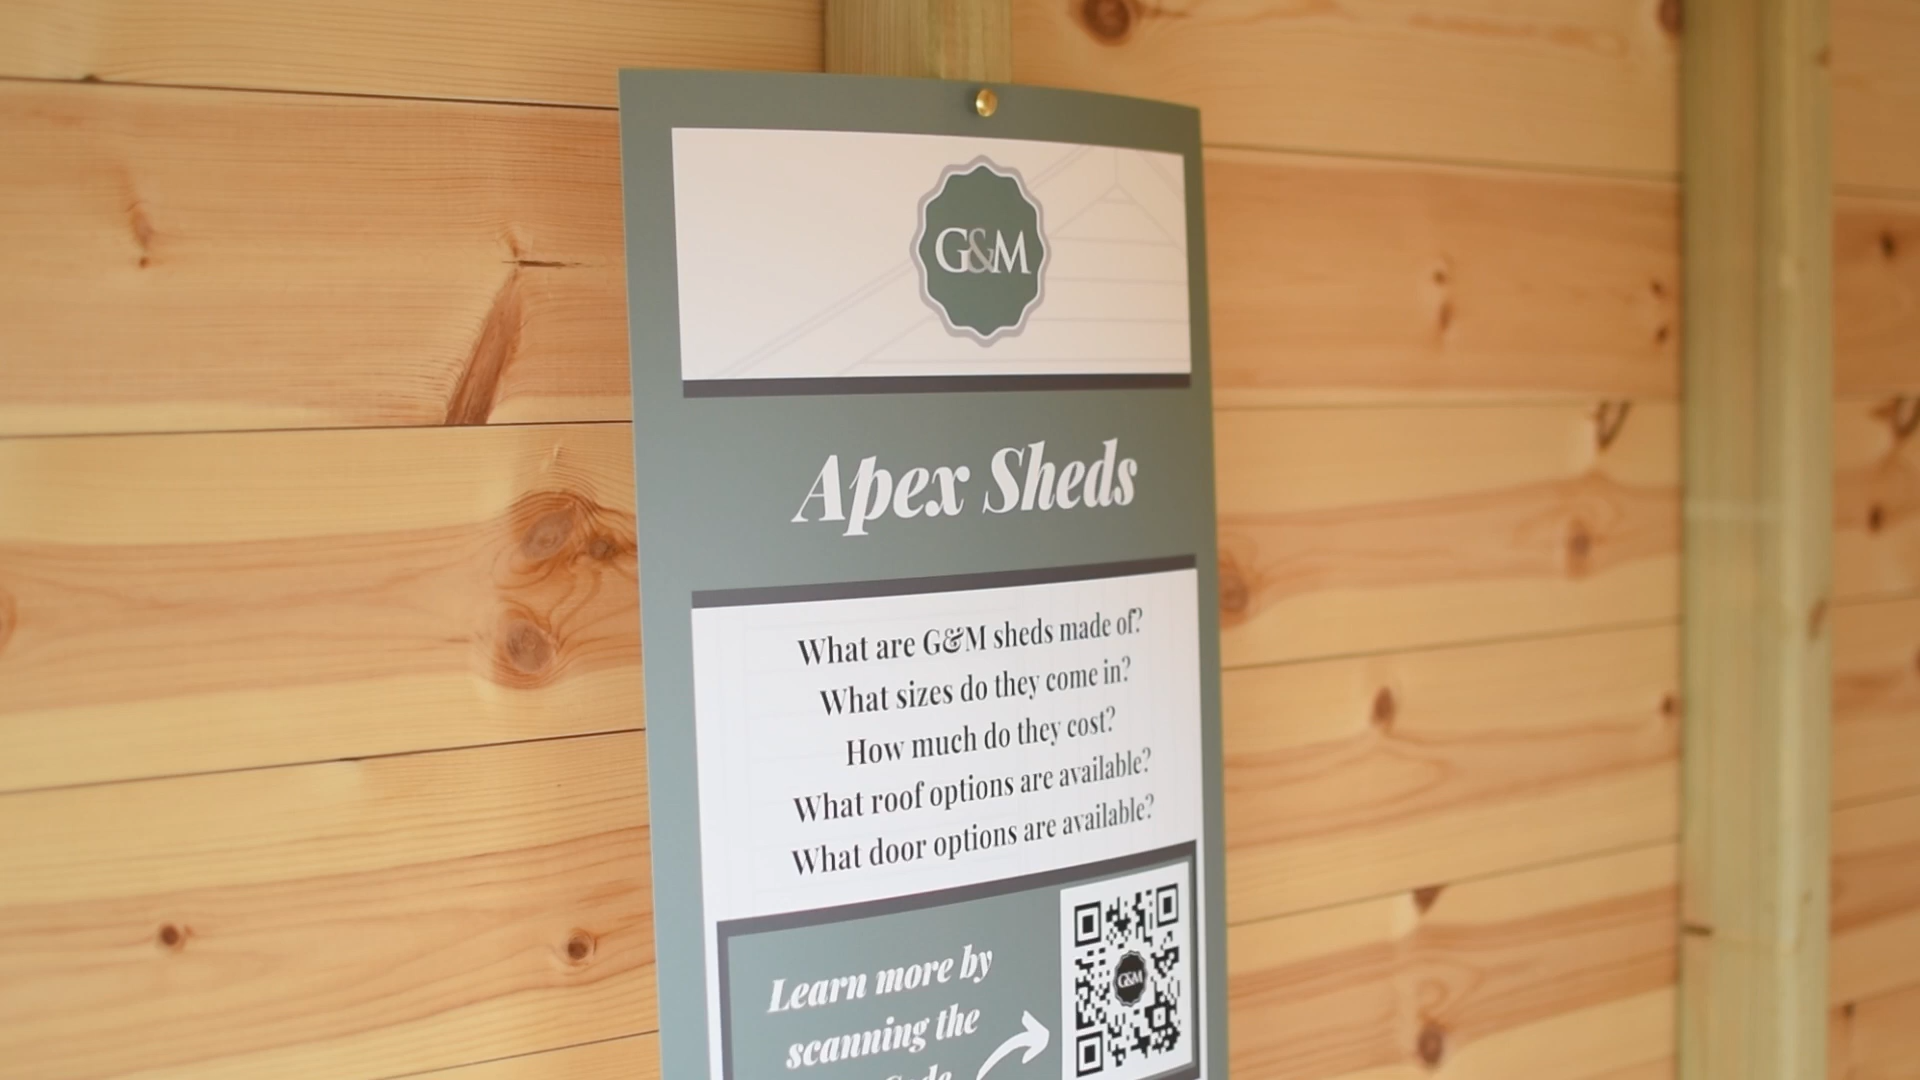 G&M
Apex Sheds
What are G&M sheds made of?
What sizes do they come in?
How much do they cost?
What roof options are available?
What door options are available?
Learn more by
scanning the
Code
G&M